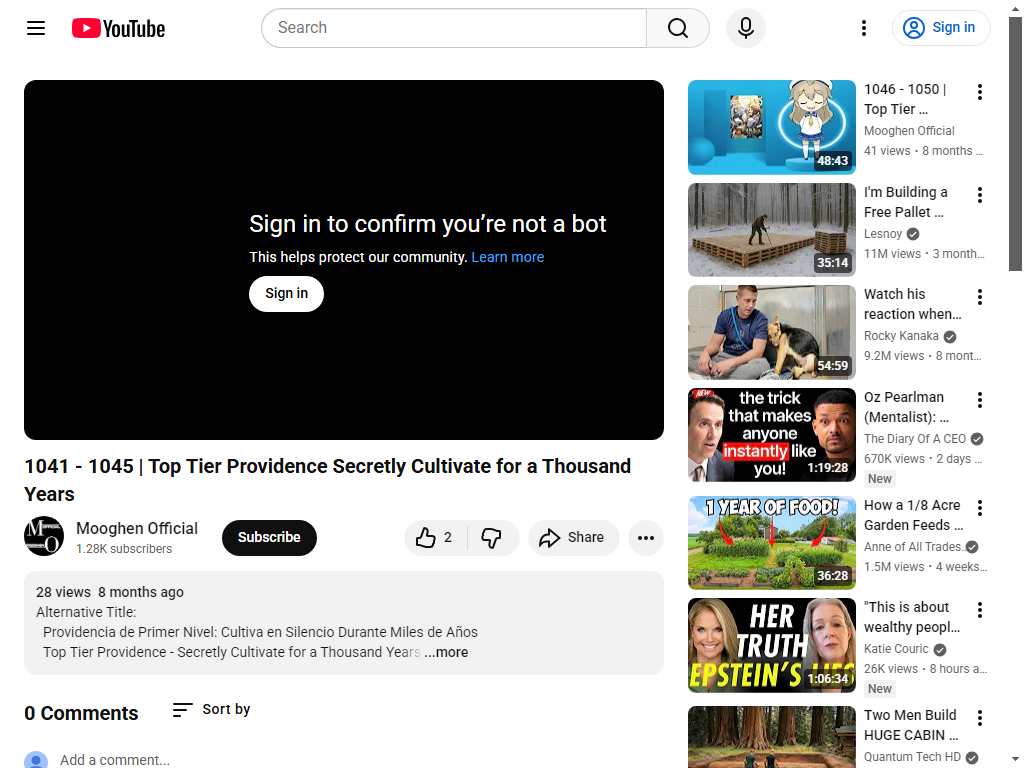 YouTube
Search
Sign in
Sign in to confirm you’re not a bot
This helps protect our community. Learn more
Sign in
1041 - 1045 | Top Tier Providence Secretly Cultivate for a Thousand
Years
Mooghen Official
1.28K subscribers
Subscribe
2
Share
28 views 8 months ago
Alternative Title:
Providencia de Primer Nivel: Cultiva en Silencio Durante Miles de Años
Top Tier Providence - Secretly Cultivate for a Thousand Years ...more
0 Comments
Sort by
Add a comment...
48:43
1046 - 1050 |
Top Tier ...
Mooghen Official
41 views • 8 months ...
35:14
I'm Building a
Free Pallet ...
Lesnoy
11M views • 3 month...
54:59
Watch his
reaction when...
Rocky Kanaka
9.2M views • 8 mont...
NEW
the trick
that makes
anyone
instantly like
you!
1:19:28
Oz Pearlman
(Mentalist): ...
The Diary Of A CEO
670K views • 2 days ...
New
1 YEAR OF FOOD!
36:28
How a 1/8 Acre
Garden Feeds ...
Anne of All Trades.
1.5M views • 4 weeks...
HER
TRUTH
EPSTEIN'S LIES
1:06:34
"This is about
wealthy peopl...
Katie Couric
26K views • 8 hours a...
New
Two Men Build
HUGE CABIN ...
Quantum Tech HD